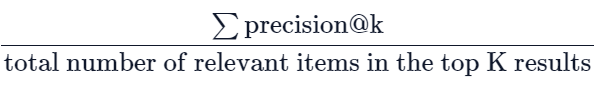 ∑ precision@k
total number of relevant items in the top K results